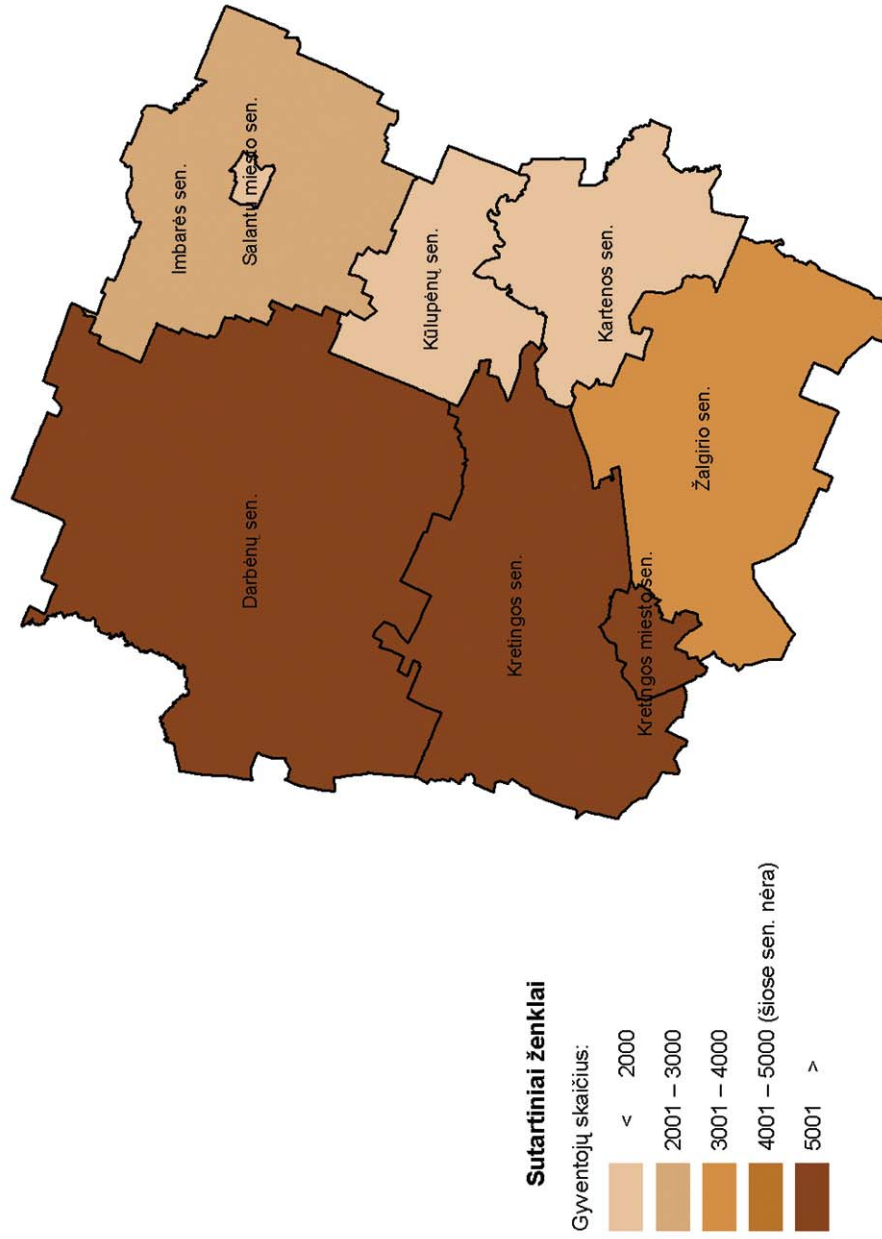 Imbarės sen.
Salantų miesto sen.
Darbėnų sen.
Kūlupėnų sen.
Kretingos sen.
Kartenos sen.
Kretingos miesto sen.
Žalgirio sen.
Sutartiniai ženklai
Gyventojų skaičius:
< 2000
2001 – 3000
3001 – 4000
4001 – 5000 (šiose sen. nėra)
5001 >